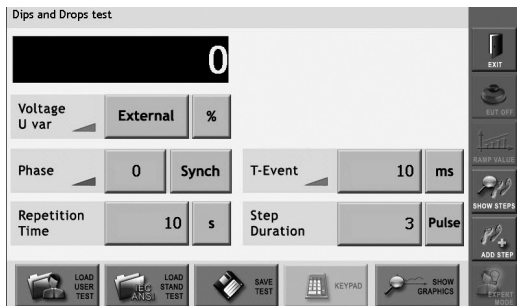 Dips and Drops test
0
EXIT
Voltage
U var
External
%
EUT OFF
RAMP VALUE
Phase
0
Synch
T-Event
10
ms
SHOW STEPS
Repetition
Time
10
s
Step
Duration
3
Pulse
ADD STEP
LOAD
USER
TEST
IEC
ANSI
LOAD
STAND
TEST
SAVE
TEST
KEYPAD
SHOW
GRAPHICS
EXPERT
MODE